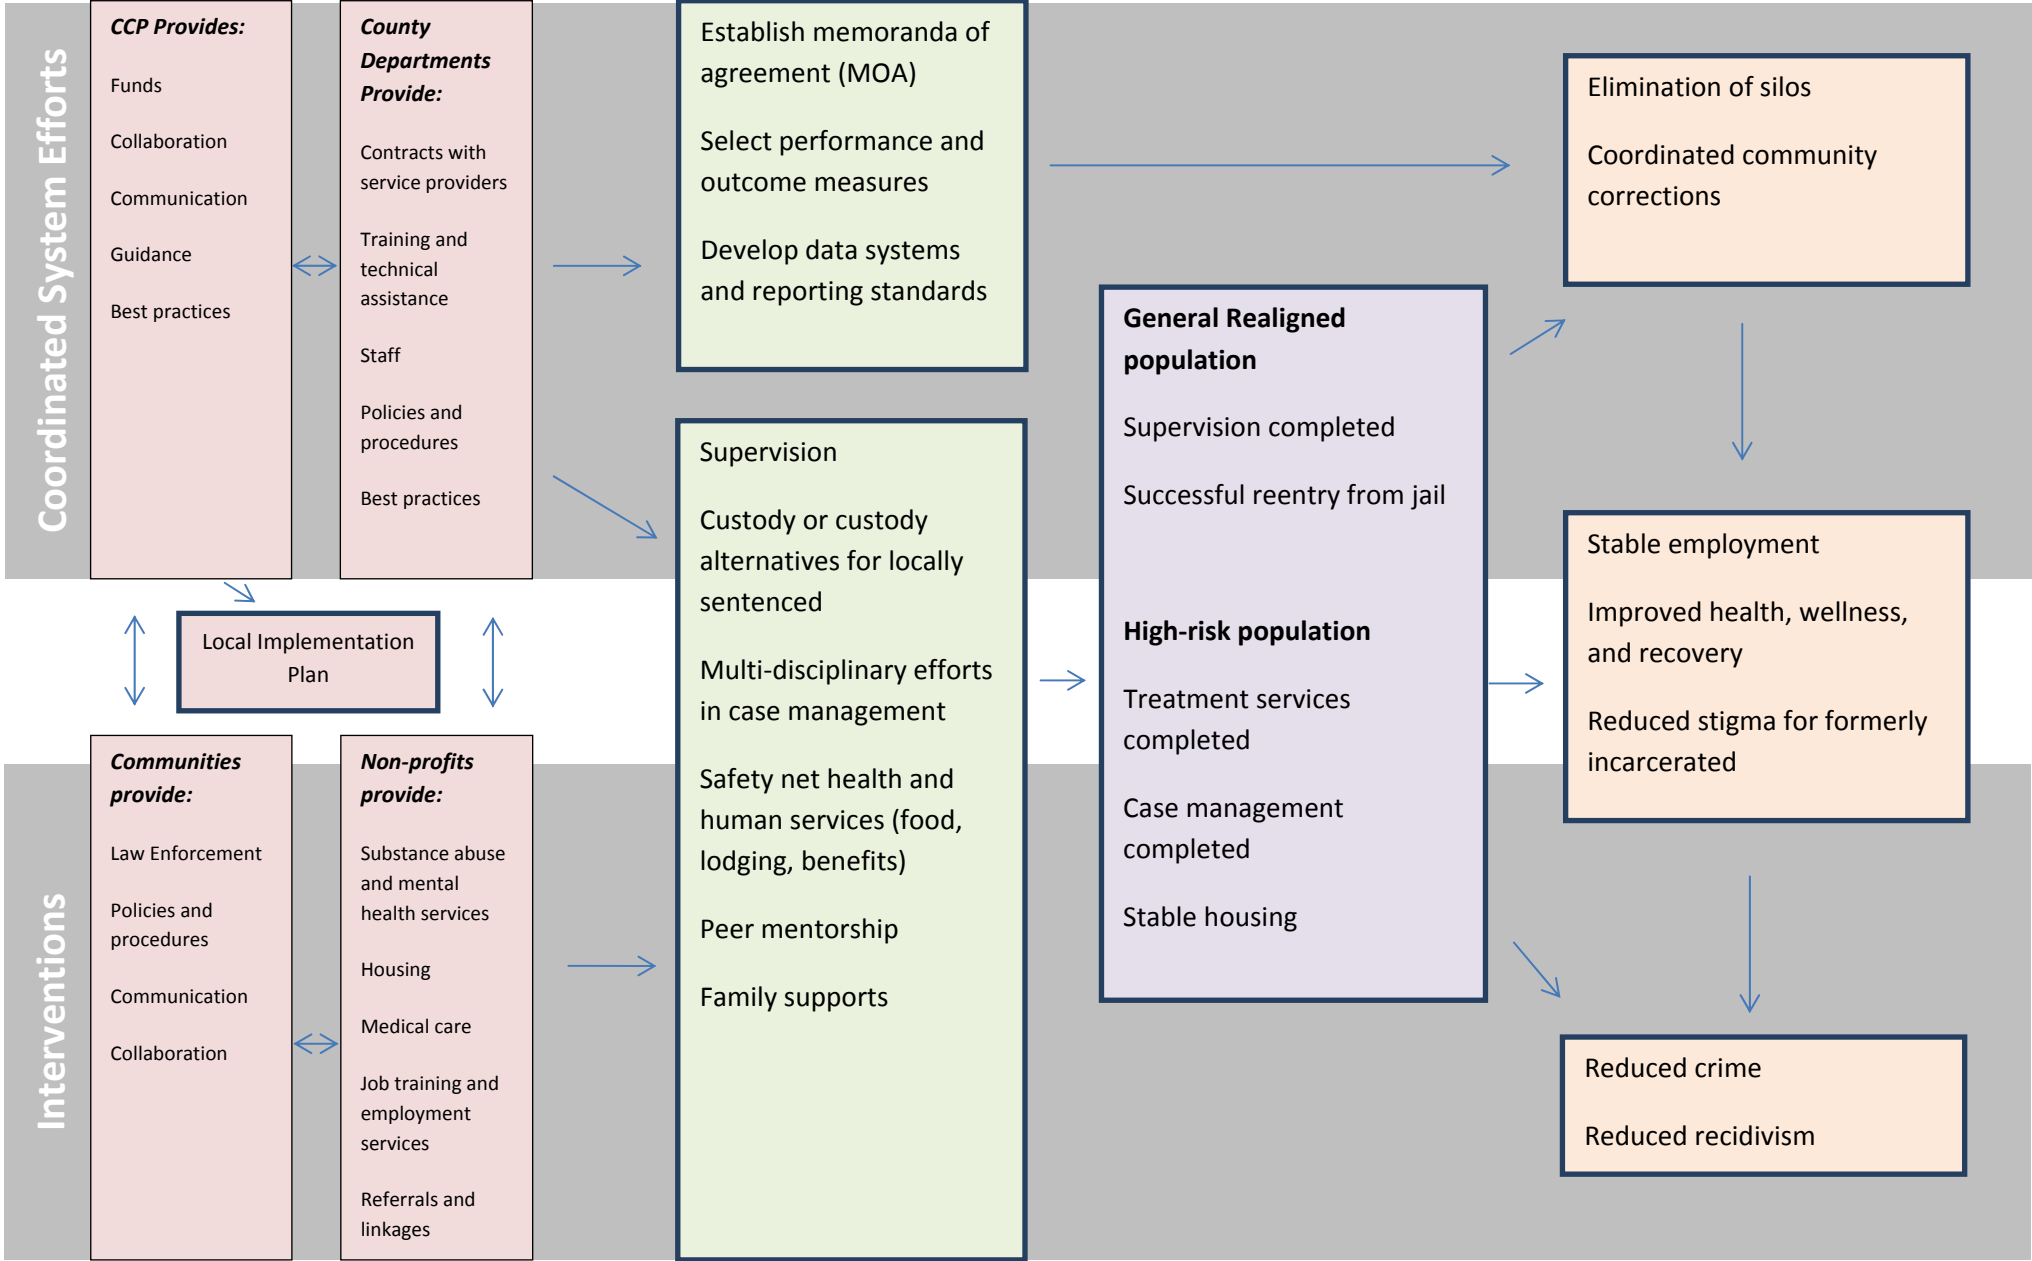 Coordinated System Efforts
CCP Provides:
Funds
Collaboration
Communication
Guidance
Best practices
County
Departments
Provide:
Contracts with
service providers
Training and
technical
assistance
Staff
Policies and
procedures
Best practices
Local Implementation
Plan
Interventions
Communities
provide:
Law Enforcement
Policies and
procedures
Communication
Collaboration
Non-profits
provide:
Substance abuse
and mental
health services
Housing
Medical care
Job training and
employment
services
Referrals and
linkages
Establish memoranda of
agreement (MOA)
Select performance and
outcome measures
Develop data systems
and reporting standards
Supervision
Custody or custody
alternatives for locally
sentenced
Multi-disciplinary efforts
in case management
Safety net health and
human services (food,
lodging, benefits)
Peer mentorship
Family supports
General Realigned
population
Supervision completed
Successful reentry from jail
High-risk population
Treatment services
completed
Case management
completed
Stable housing
Elimination of silos
Coordinated community
corrections
Stable employment
Improved health, wellness,
and recovery
Reduced stigma for formerly
incarcerated
Reduced crime
Reduced recidivism